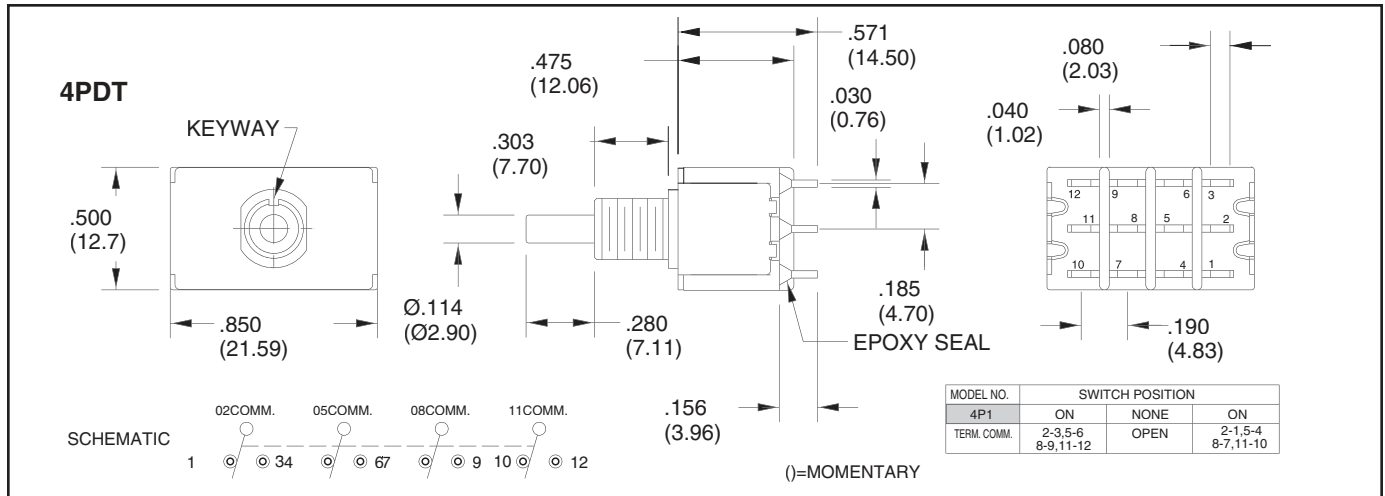 4PDT
KEYWAY
.500
(12.7)
.850
(21.59)
.475
(12.06)
.303
(7.70)
Ø.114
(Ø2.90)
.280
(7.11)
.571
(14.50)
.030
(0.76)
.185
(4.70)
EPOXY SEAL
.156
(3.96)
.080
(2.03)
.040
(1.02)
12 9 6 3
11 8 5 2
10 7 4 1
.190
(4.83)
SCHEMATIC
02COMM. 05COMM. 08COMM. 11COMM.
1 34 67 9 10 12
()=MOMENTARY
MODEL NO. SWITCH POSITION
4P1 ON NONE ON
TERM. COMM. 2-3,5-6 OPEN 2-1,5-4
8-9,11-12 8-7,11-10